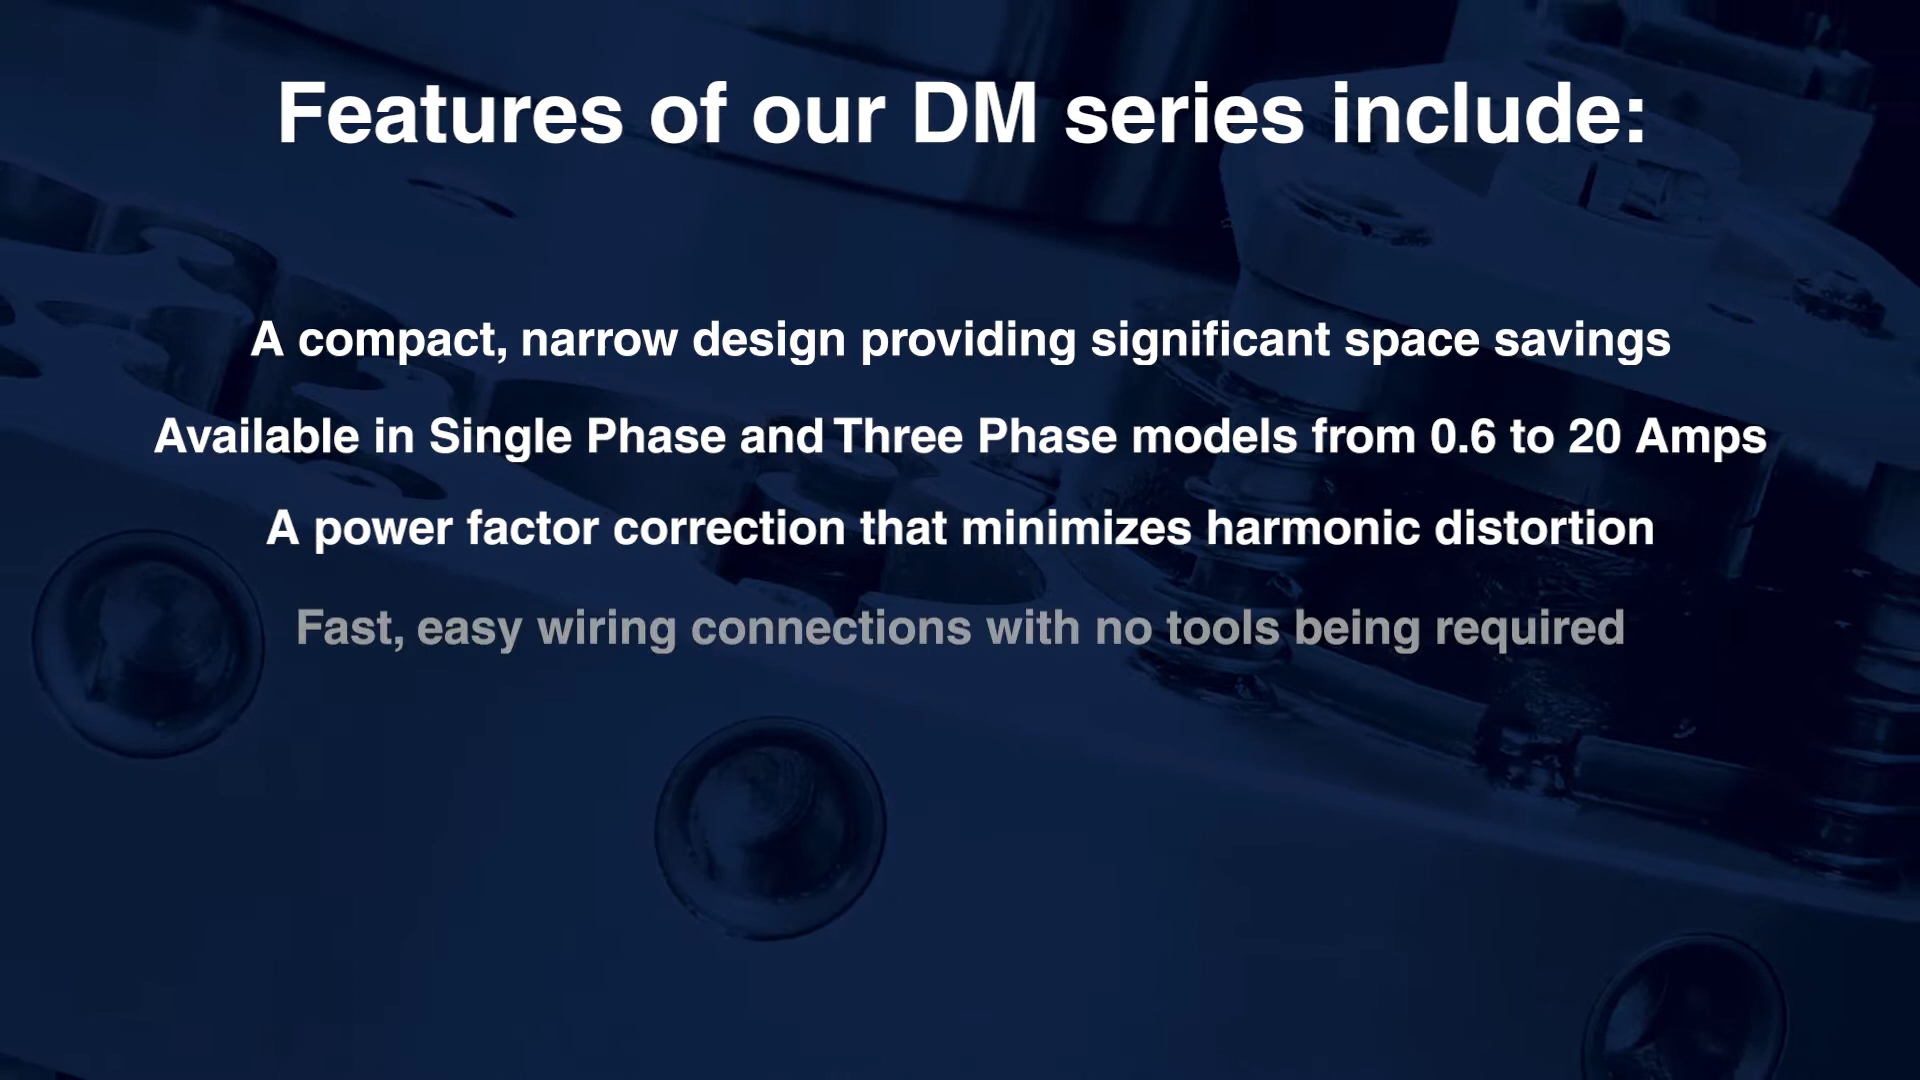 Features of our DM series include:
A compact, narrow design providing significant space savings
Available in Single Phase and Three Phase models from 0.6 to 20 Amps
A power factor correction that minimizes harmonic distortion
Fast, easy wiring connections with no tools being required